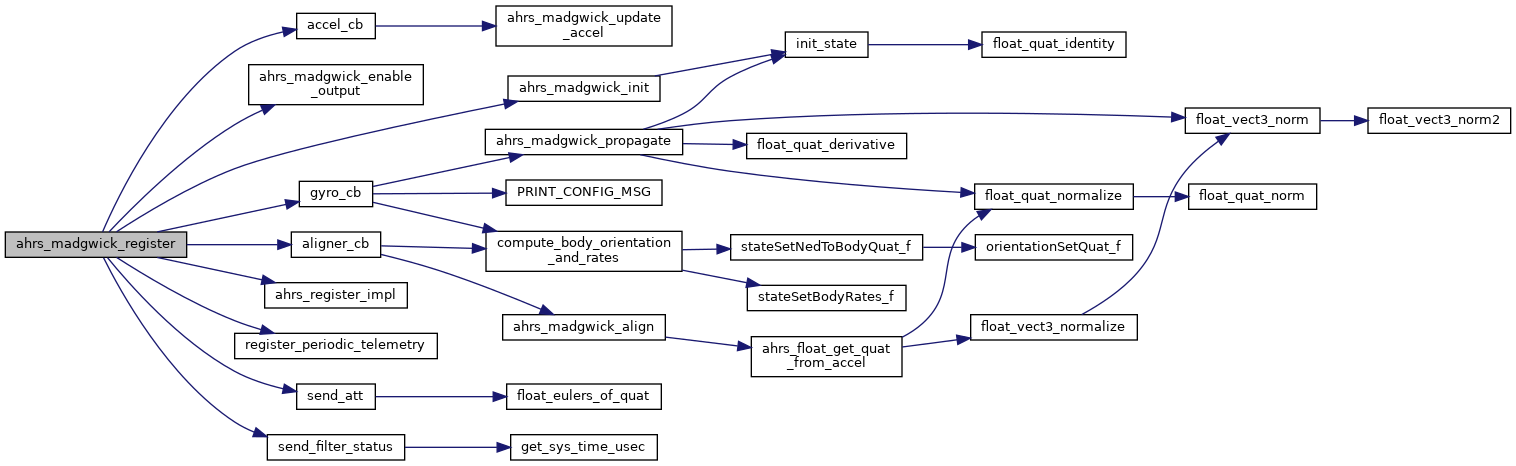 ahrs_madgwick_register
accel_cb
ahrs_madgwick_update
_accel
ahrs_madgwick_enable
_output
ahrs_madgwick_init
init_state
float_quat_identity
gyro_cb
ahrs_madgwick_propagate
float_quat_derivative
float_vect3_norm
float_vect3_norm2
PRINT_CONFIG_MSG
float_quat_normalize
float_quat_norm
aligner_cb
compute_body_orientation
_and_rates
stateSetNedToBodyQuat_f
orientationSetQuat_f
stateSetBodyRates_f
ahrs_register_impl
ahrs_madgwick_align
ahrs_float_get_quat
_from_accel
float_vect3_normalize
register_periodic_telemetry
send_att
float_eulers_of_quat
send_filter_status
get_sys_time_usec